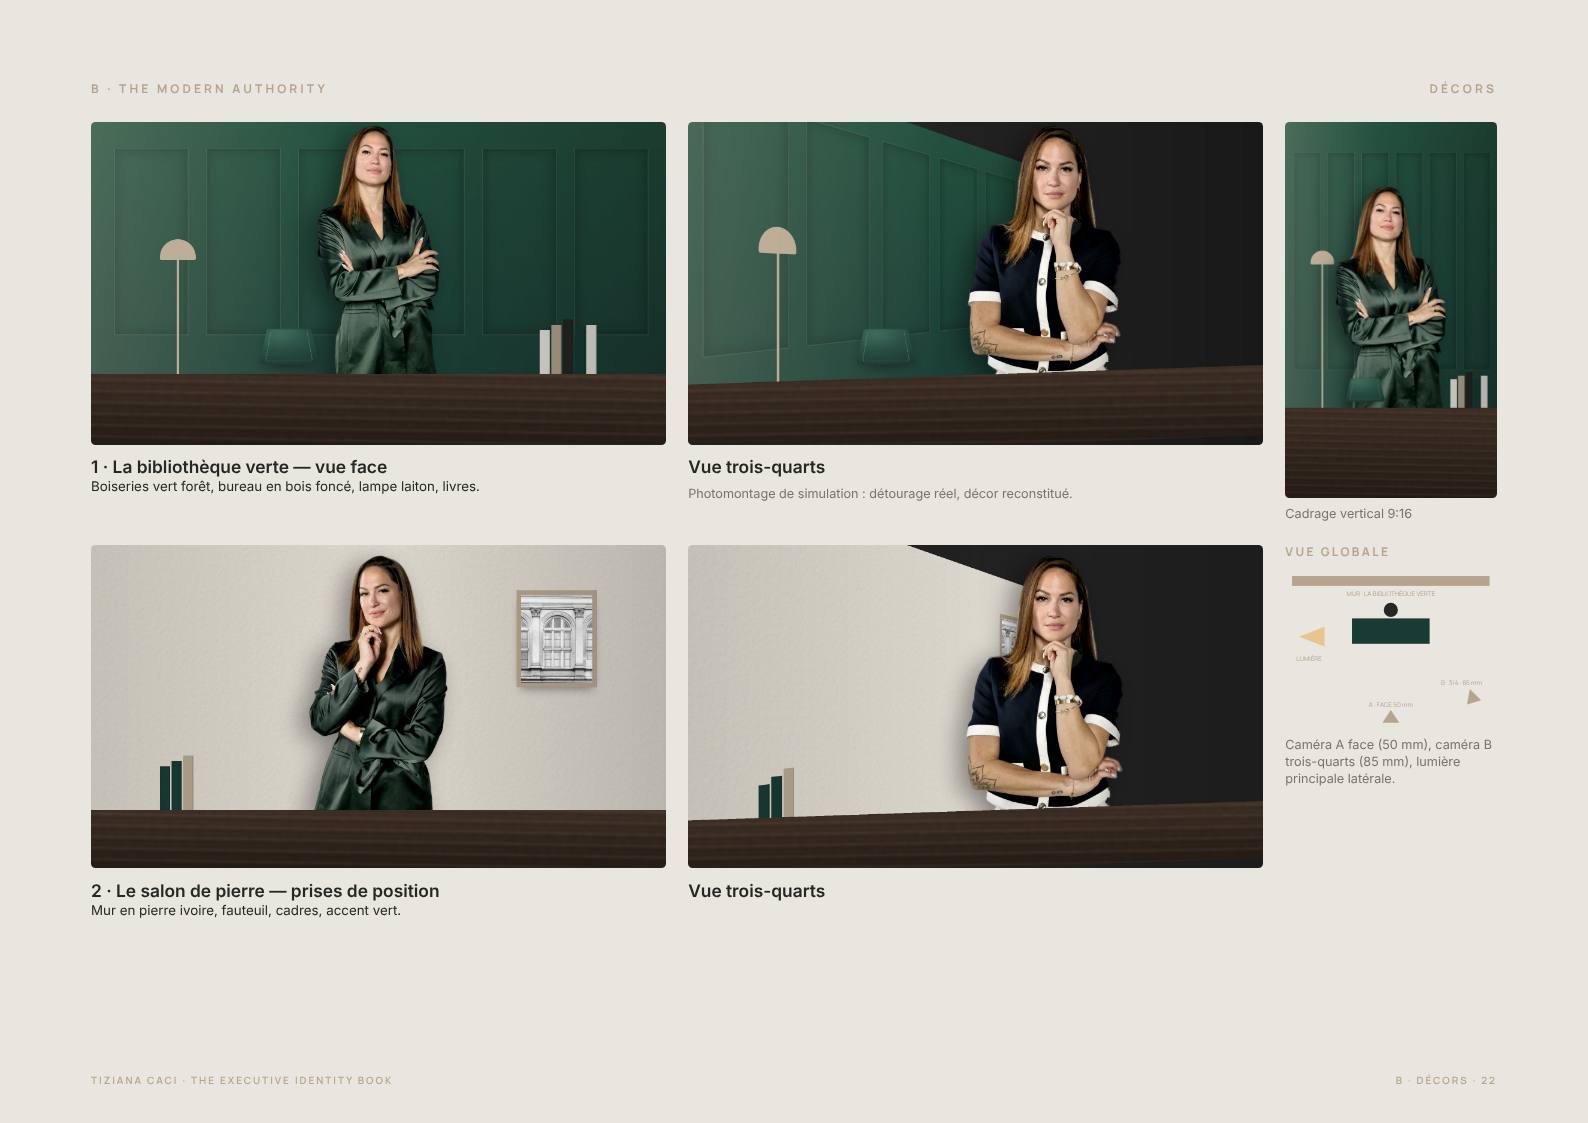 B · THE MODERN AUTHORITY
DÉCORS
1 · La bibliothèque verte — vue face
Boiseries vert forêt, bureau en bois foncé, lampe laiton, livres.
Vue trois-quarts
Photomontage de simulation : détourage réel, décor reconstitué.
Cadrage vertical 9:16
2 · Le salon de pierre — prises de position
Mur en pierre ivoire, fauteuil, cadres, accent vert.
Vue trois-quarts
VUE GLOBALE
MUR · LA BIBLIOTHÈQUE VERTE
LUMIÈRE
B · 3/4 · 85 mm
A · FACE 50 mm
Caméra A face (50 mm), caméra B
trois-quarts (85 mm), lumière
principale latérale.
TIZIANA CACI · THE EXECUTIVE IDENTITY BOOK
B · DÉCORS · 22